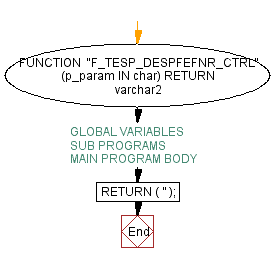 FUNCTION "F_TESP_DESPFEFNR_CTRL"
(p_param IN char) RETURN
varchar2
GLOBAL VARIABLES
SUB PROGRAMS
MAIN PROGRAM BODY
RETURN ('');
End